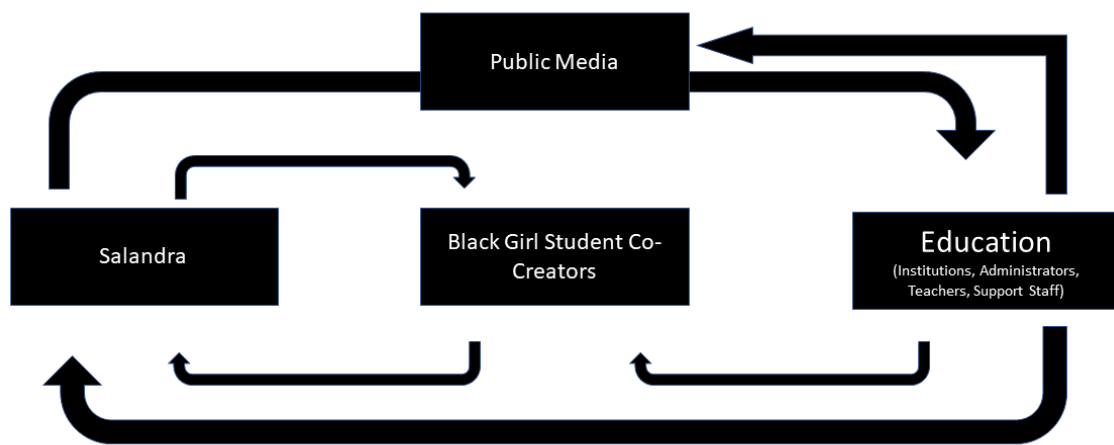 Public Media
Salandra
Black Girl Student Co-
Creators
Education
(Institutions, Administrators,
Teachers, Support Staff)